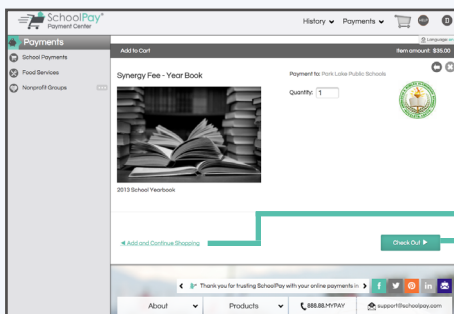 SchoolPay®
Payment Center
History
Payments
Payments
Language:
School Payments
Food Services
Nonprofit Groups
Add to Cart
Item amount: $35.00
Synergy Fee - Year Book
Payment to: Park Lake Public Schools
Quantity: 1
2013 School Yearbook
Add and Continue Shopping
Check Out
Thank you for trusting SchoolPay with your online payments in
About
Products
888.88.MYPAY
support@schoolpay.com